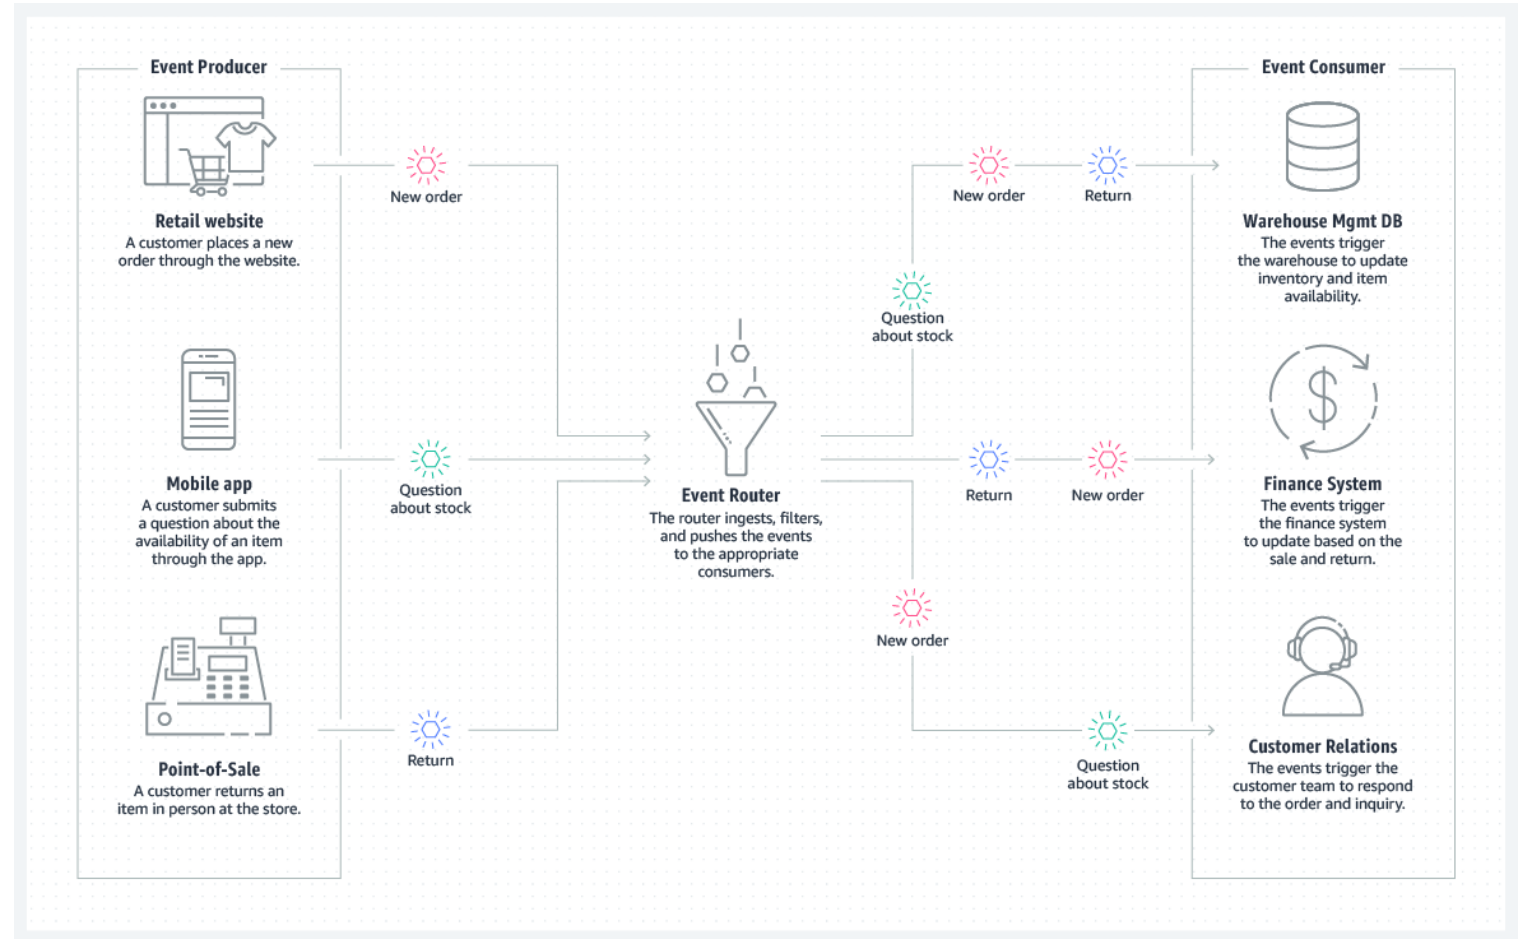 Event Producer
Retail website
A customer places a new
order through the website.
Mobile app
A customer submits
a question about the
availability of an item
through the app.
Point-of-Sale
A customer returns an
item in person at the store.
New order
Question
about stock
Return
Event Router
The router ingests, filters,
and pushes the events
to the appropriate
consumers.
New order
Return
Question
about stock
Return
New order
New order
Question
about stock
Event Consumer
Warehouse Mgmt DB
The events trigger
the warehouse to update
inventory and item
availability.
Finance System
The events trigger
the finance system
to update based on the
sale and return.
Customer Relations
The events trigger the
customer team to respond
to the order and inquiry.